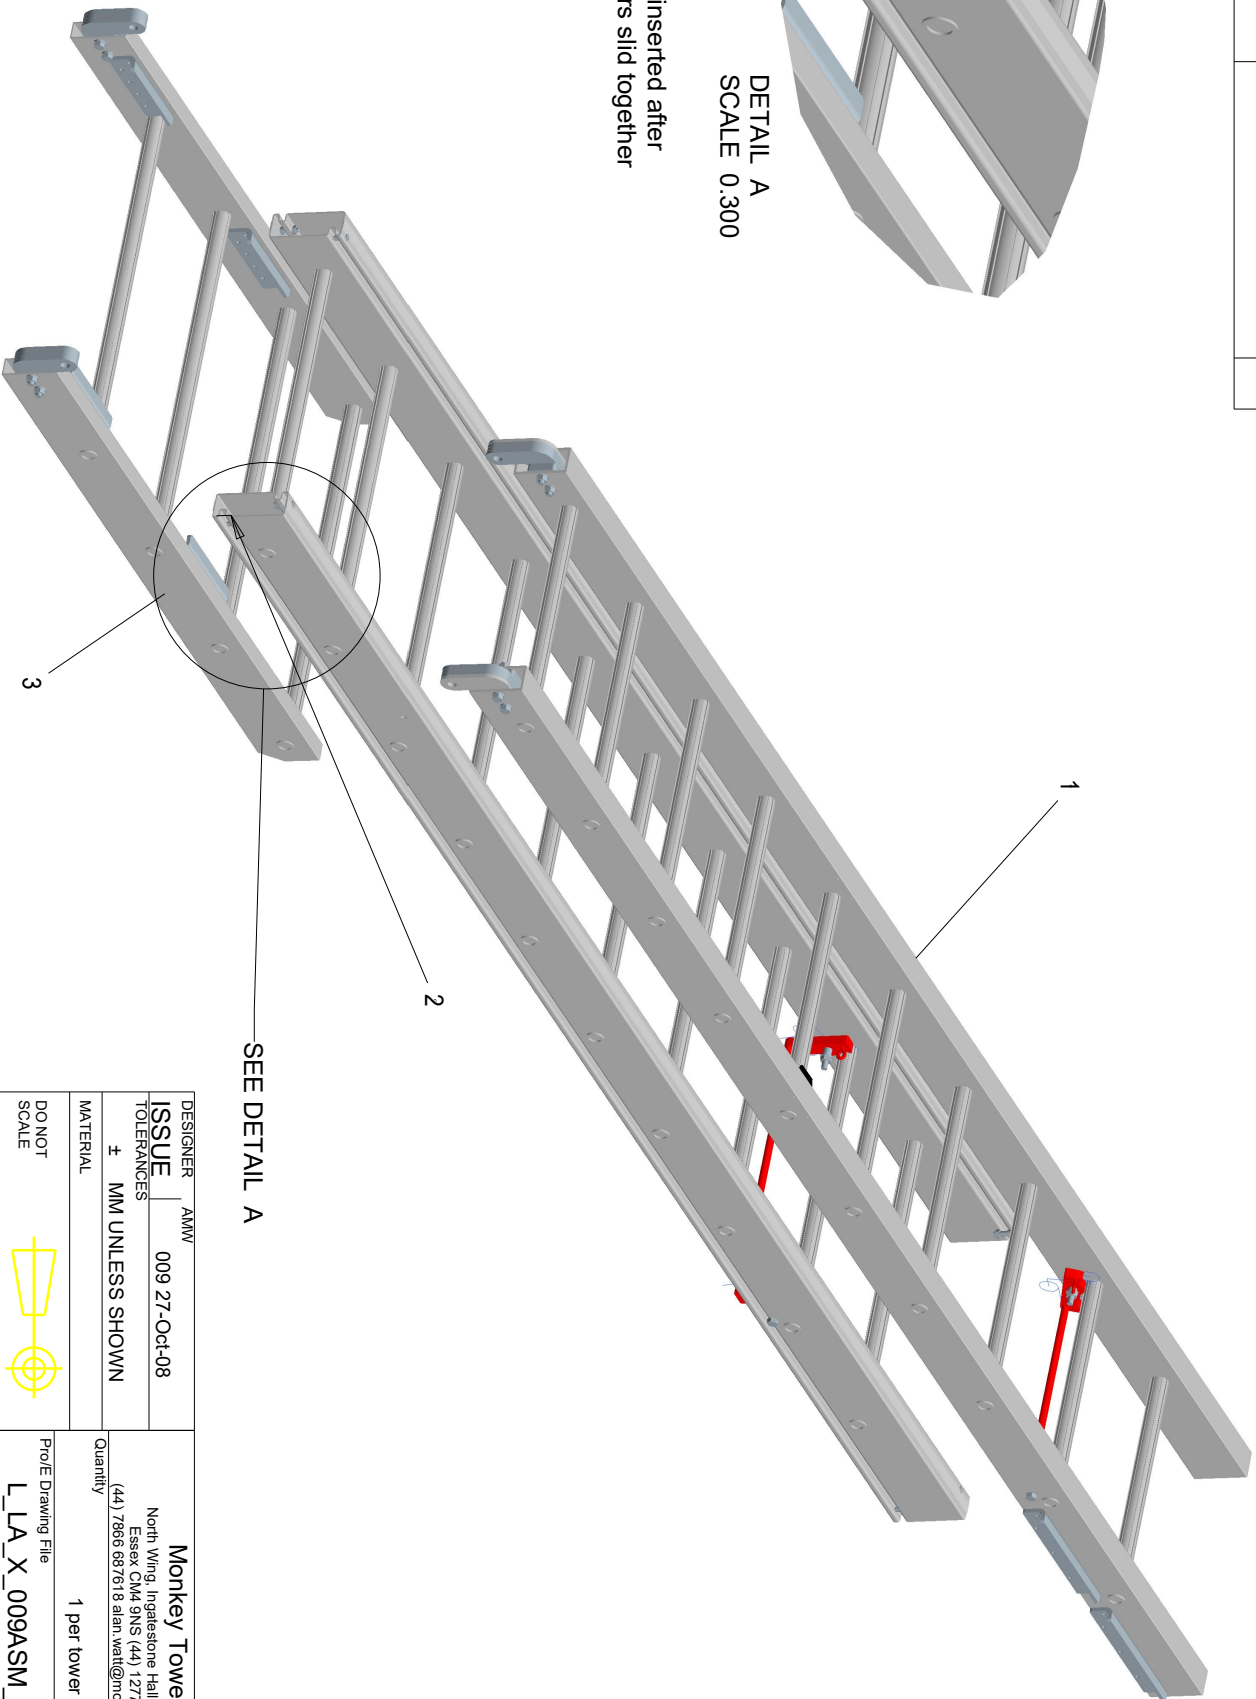 inserted after
rs slid together
DETAIL A
SCALE 0.300
1
2
3
SEE DETAIL A
DESIGNER AMW
ISSUE 009 27-Oct-08
TOLERANCES
± MM UNLESS SHOWN
MATERIAL
DO NOT
SCALE
Monkey Towe
North Wing, Ingatestone Hall
Essex CM4 9NS (44) 1277
(44) 7866 687618 alan.watt@mo
Quantity
1 per tower
Pro/E Drawing File
L_LA_X_009ASM_